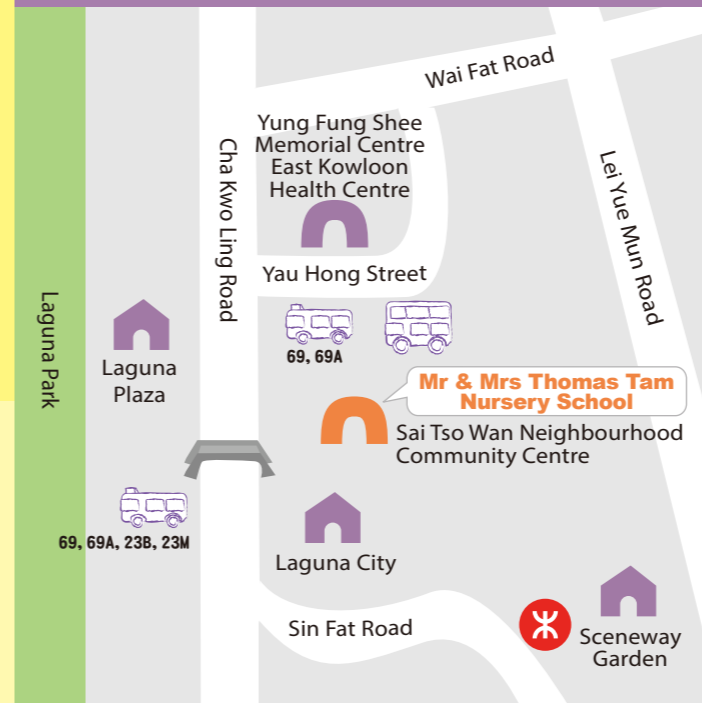 Wai Fat Road
Yung Fung Shee
Memorial Centre
East Kowloon
Health Centre
Cha Kwo Ling Road
Lei Yue Mun Road
Yau Hong Street
Laguna Park
69, 69A
Laguna
Plaza
Mr & Mrs Thomas Tam
Nursery School
Sai Tso Wan Neighbourhood
Community Centre
69, 69A, 23B, 23M
Laguna City
Sin Fat Road
Sceneway
Garden